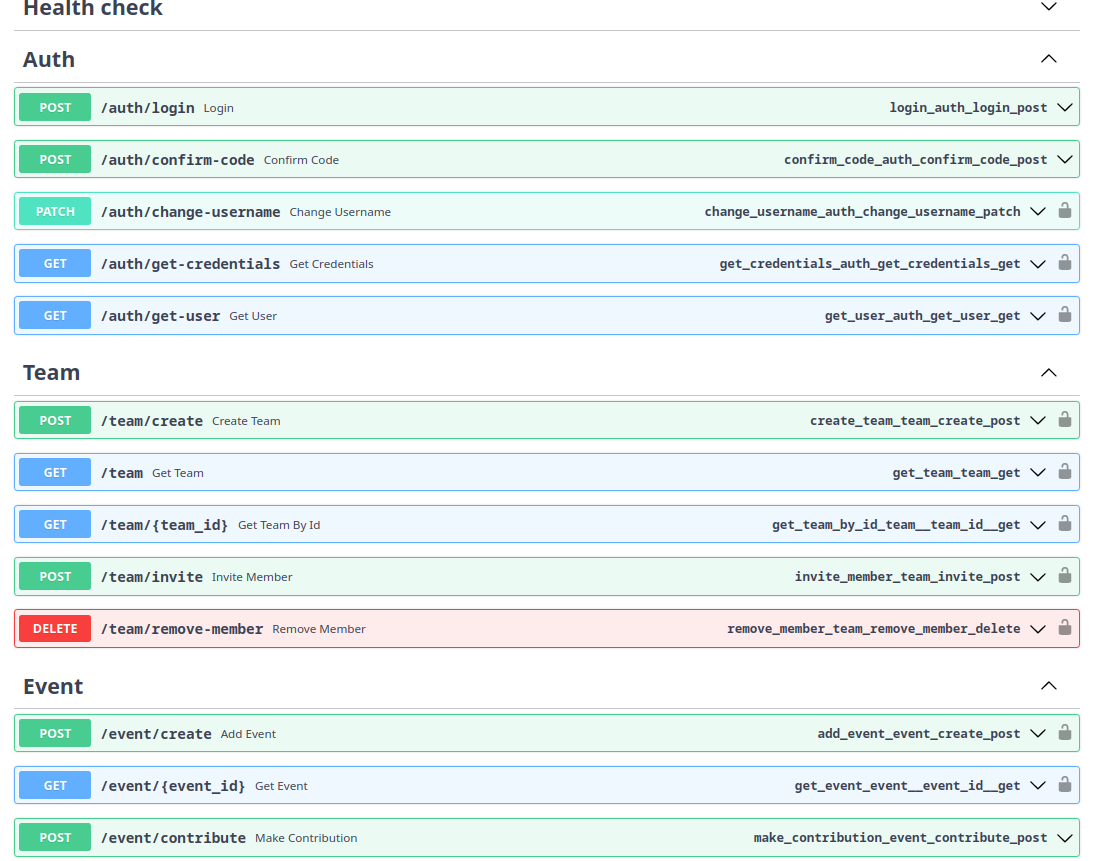 Health check
Auth
POST /auth/login Login login_auth_login_post
POST /auth/confirm-code Confirm Code confirm_code_auth_confirm_code_post
PATCH /auth/change-username Change Username change_username_auth_change_username_patch
GET /auth/get-credentials Get Credentials get_credentials_auth_get_credentials_get
GET /auth/get-user Get User get_user_auth_get_user_get
Team
POST /team/create Create Team create_team_team_create_post
GET /team Get Team get_team_team_get
GET /team/{team_id} Get Team By Id get_team_by_id_team__team_id__get
POST /team/invite Invite Member invite_member_team_invite_post
DELETE /team/remove-member Remove Member remove_member_team_remove_member_delete
Event
POST /event/create Add Event add_event_event_create_post
GET /event/{event_id} Get Event get_event_event__event_id__get
POST /event/contribute Make Contribution make_contribution_event_contribute_post